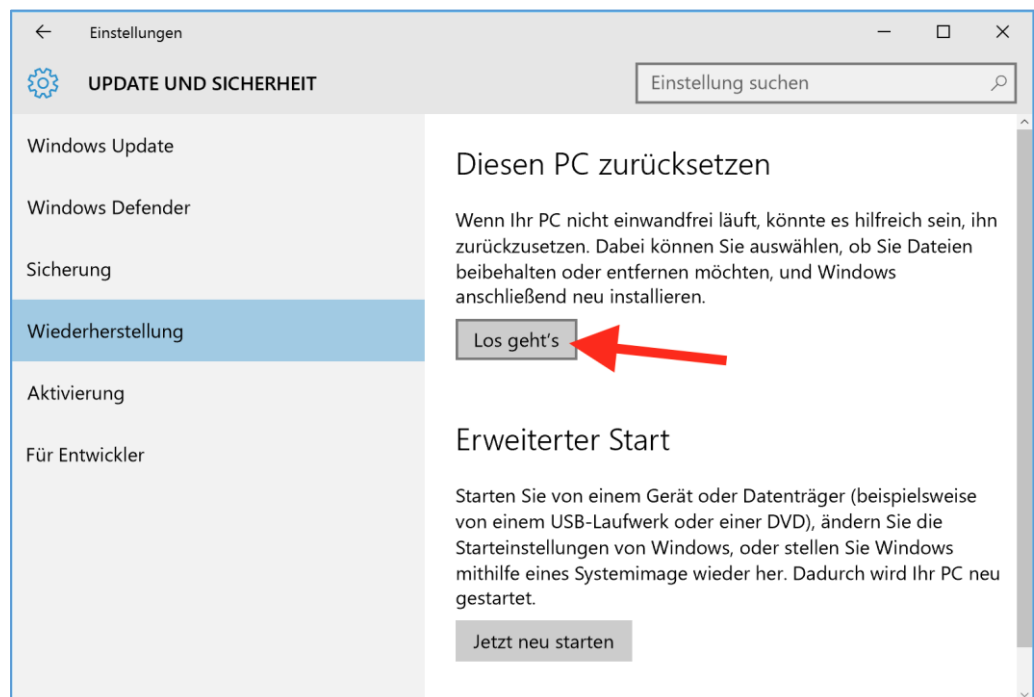 Einstellungen
UPDATE UND SICHERHEIT
Einstellung suchen
Windows Update
Windows Defender
Sicherung
Wiederherstellung
Aktivierung
Für Entwickler
Diesen PC zurücksetzen
Wenn Ihr PC nicht einwandfrei läuft, könnte es hilfreich sein, ihn
zurückzusetzen. Dabei können Sie auswählen, ob Sie Dateien
beibehalten oder entfernen möchten, und Windows
anschließend neu installieren.
Los geht's
Erweiterter Start
Starten Sie von einem Gerät oder Datenträger (beispielsweise
von einem USB-Laufwerk oder einer DVD), ändern Sie die
Starteinstellungen von Windows, oder stellen Sie Windows
mithilfe eines Systemimage wieder her. Dadurch wird Ihr PC neu
gestartet.
Jetzt neu starten